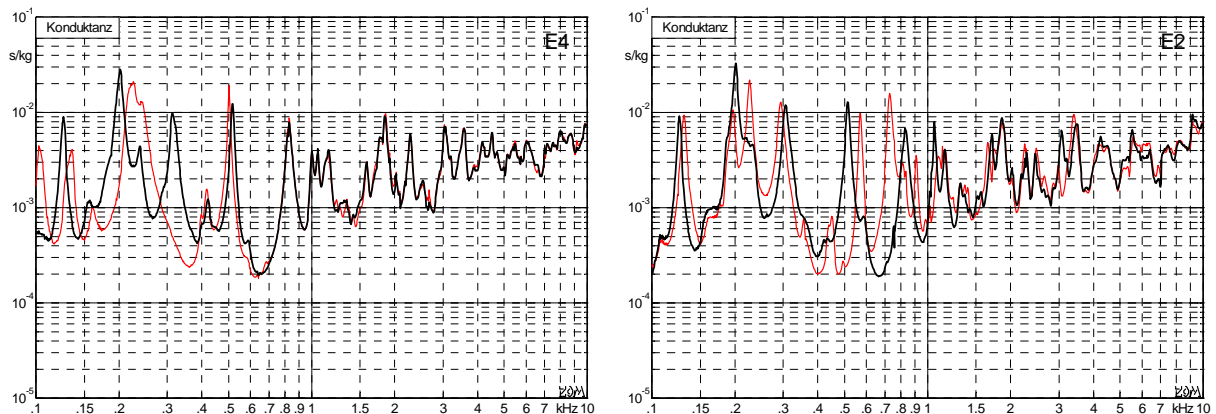 10⁻¹
Konduktanz
E4
s/kg
10⁻²
10⁻³
10⁻⁴
10⁻⁵
.1 .15 .2 .3 .4 .5 .6 .7 .8 .9 1 1.5 2 3 4 5 6 7 kHz 10
10⁻¹
Konduktanz
E2
s/kg
10⁻²
10⁻³
10⁻⁴
10⁻⁵
.1 .15 .2 .3 .4 .5 .6 .7 .8 .9 1 1.5 2 3 4 5 6 7 kHz 10